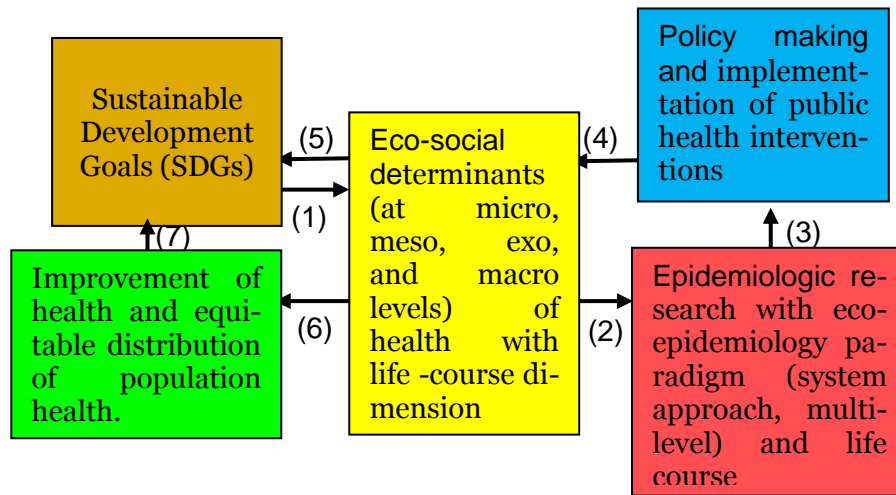 Sustainable
Development
Goals (SDGs)
(5)
(1)
Eco-social
determinants
(at micro,
meso, exo,
and macro
levels) of
health with
life -course di-
mension
(4)
Policy making
and implement-
tation of public
health interven-
tions
(7)
Improvement of
health and equi-
table distribution
of population
health.
(6)
(2)
(3)
Epidemiologic re-
search with eco-
epidemiology pa-
radigm (system
approach, multi-
level) and life
course